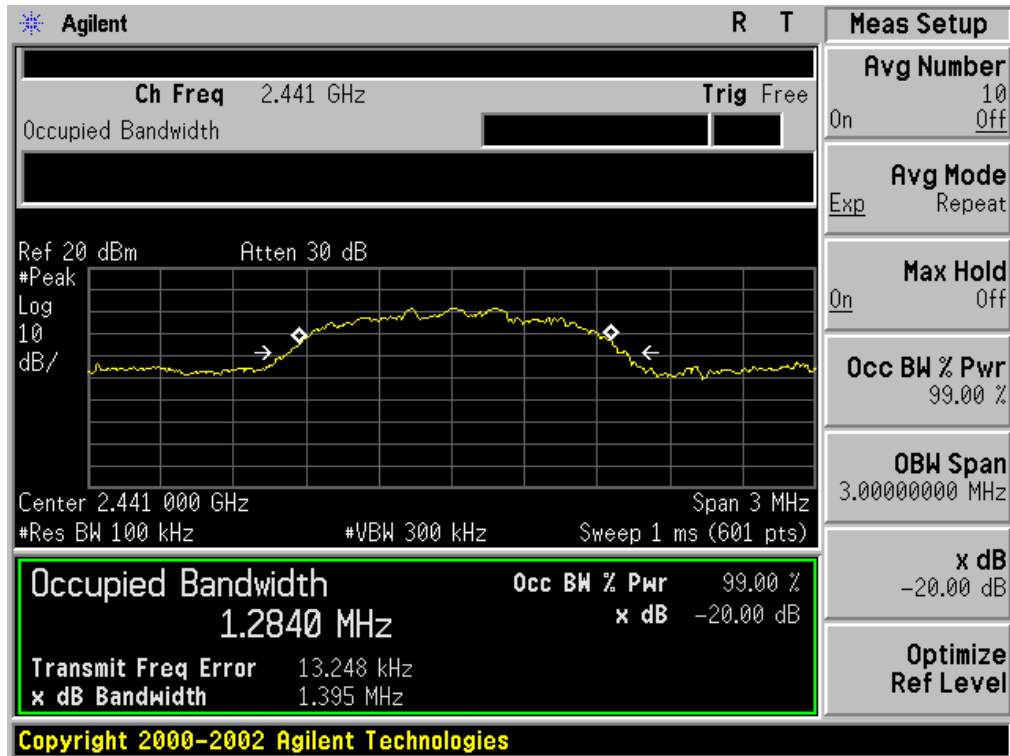 Agilent R T
Ch Freq 2.441 GHz Trig Free
Occupied Bandwidth
Ref 20 dBm Atten 30 dB
#Peak
Log
10
dB/
Center 2.441 000 GHz Span 3 MHz
#Res BW 100 kHz #VBW 300 kHz Sweep 1 ms (601 pts)
Occupied Bandwidth Occ BW % Pwr 99.00 %
1.2840 MHz x dB -20.00 dB
Transmit Freq Error 13.248 kHz
x dB Bandwidth 1.395 MHz
Copyright 2000-2002 Agilent Technologies
Meas Setup
Avg Number
10
On Off
Avg Mode
Exp Repeat
Max Hold
On Off
Occ BW % Pwr
99.00 %
OBW Span
3.00000000 MHz
x dB
-20.00 dB
Optimize
Ref Level